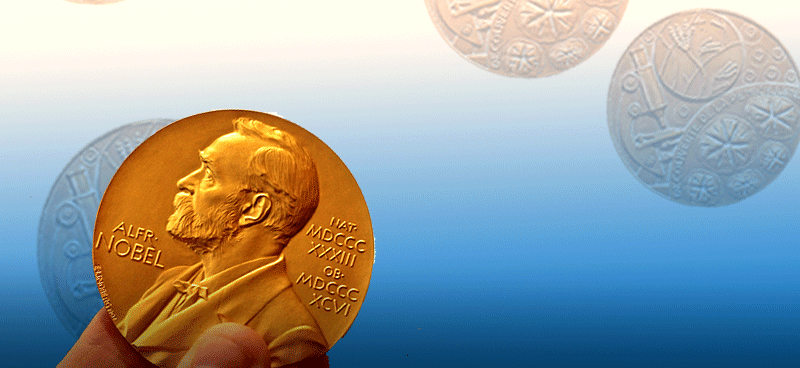 ALFR·
NOBEL
NAT·
MDCCC
XXXIII
OB·
MDCCC
XCVI